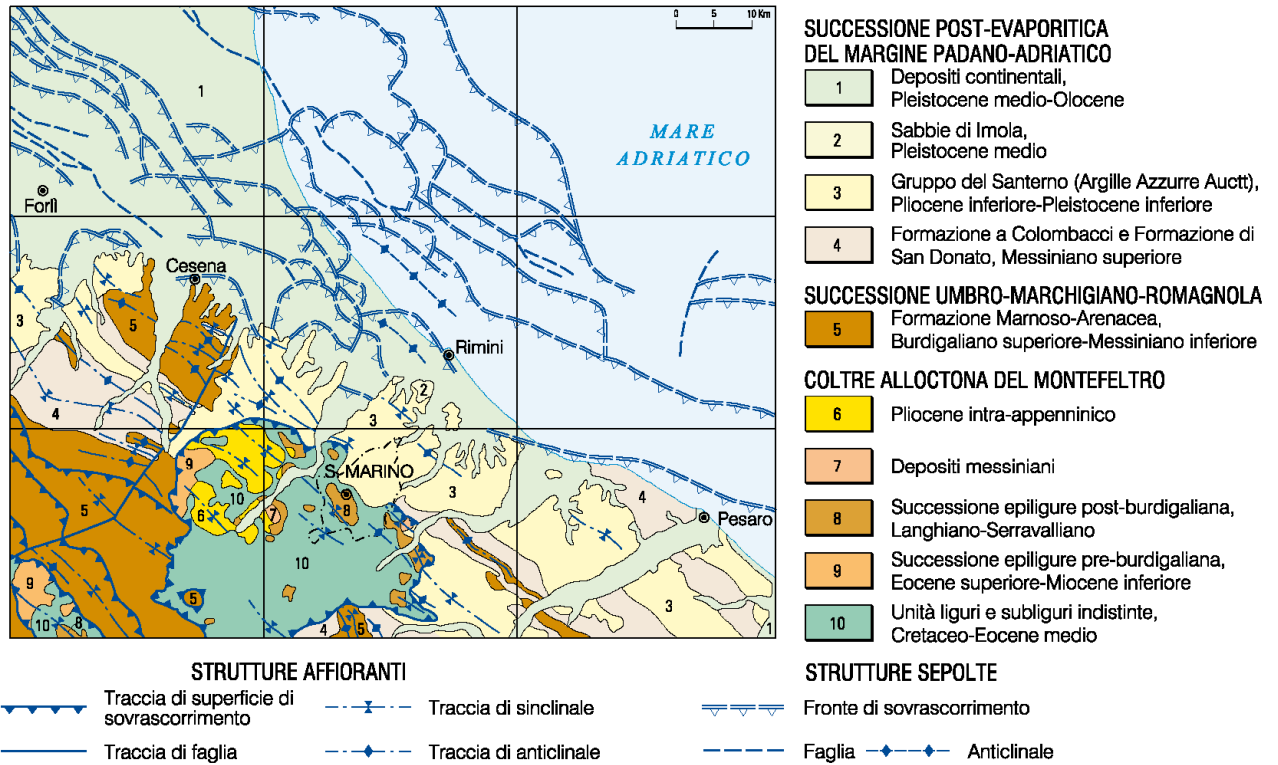 0 5 10 Km
1
MARE
ADRIATICO
Forlì
Cesena
3
5
Rimini
2
4
3
9
S. MARINO
10
6
7
8
3
4
Pesaro
5
10
9
5
10
8
4
5
3
1
SUCCESSIONE POST-EVAPORITICA
DEL MARGINE PADANO-ADRIATICO
1
Depositi continentali,
Pleistocene medio-Olocene
2
Sabbie di Imola,
Pleistocene medio
3
Gruppo del Santerno (Argille Azzurre Auctt),
Pliocene inferiore-Pleistocene inferiore
4
Formazione a Colombacci e Formazione di
San Donato, Messiniano superiore
SUCCESSIONE UMBRO-MARCHIGIANO-ROMAGNOLA
5
Formazione Marnoso-Arenacea,
Burdigaliano superiore-Messiniano inferiore
COLTRE ALLOCTONA DEL MONTEFELTRO
6
Pliocene intra-appenninico
7
Depositi messiniani
8
Successione epiligure post-burdigaliana,
Langhiano-Serravalliano
9
Successione epiligure pre-burdigaliana,
Eocene superiore-Miocene inferiore
10
Unità liguri e subliguri indistinte,
Cretaceo-Eocene medio
STRUTTURE AFFIORANTI
Traccia di superficie di
sovrascorrimento
Traccia di sinclinale
Traccia di faglia
Traccia di anticlinale
STRUTTURE SEPOLTE
Fronte di sovrascorrimento
Faglia
Anticlinale